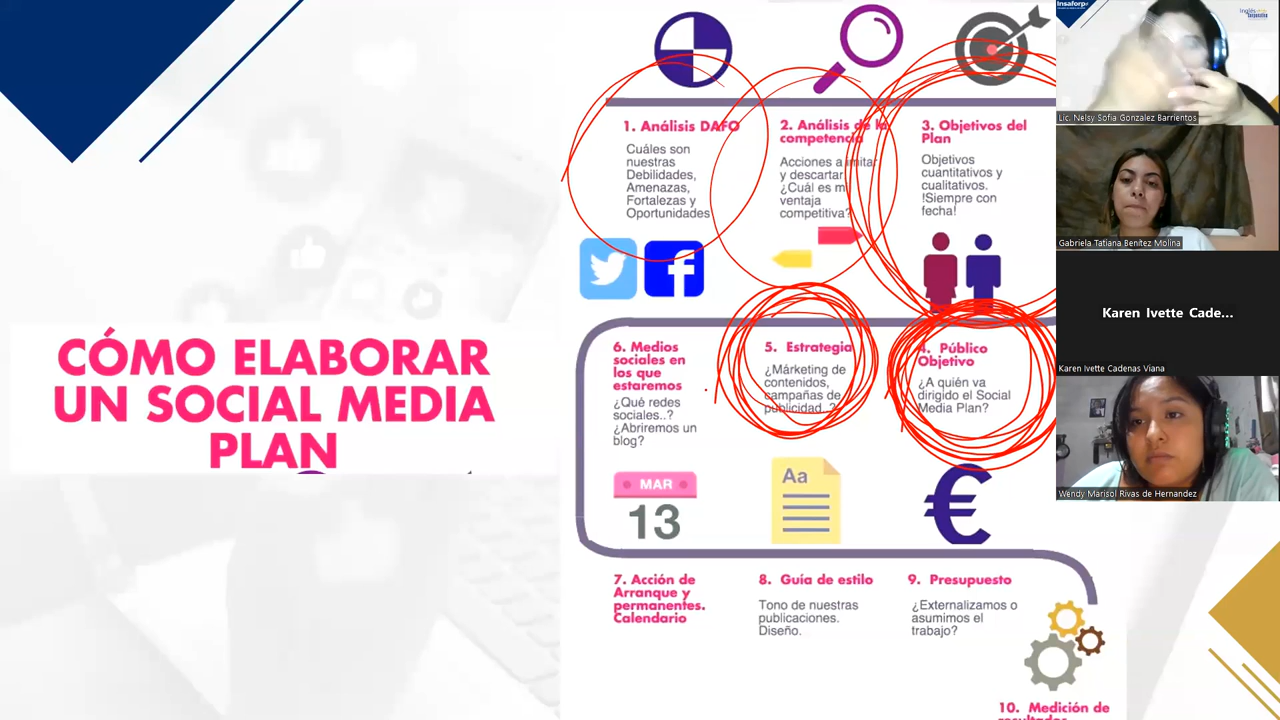 CÓMO ELABORAR
UN SOCIAL MEDIA
PLAN
1. Análisis DAFO
Cuáles son
nuestras
Debilidades,
Amenazas,
Fortalezas y
Oportunidades
2. Análisis de la
competencia
Acciones a imitar
y descartar
¿Cuál es mi
ventaja
competitiva?
3. Objetivos del
Plan
Objetivos
cuantitativos y
cualitativos.
!Siempre con
fecha!
6. Medios
sociales en
los que
estaremos
¿Qué redes
sociales..?
¿Abriremos un
blog?
5. Estrategia
¿Márketing de
contenidos,
campañas de
publicidad..?
4. Público
Objetivo
¿A quién va
dirigido el Social
Media Plan?
MAR
13
Aa
7. Acción de
Arranque y
permanentes.
Calendario
8. Guía de estilo
Tono de nuestras
publicaciones.
Diseño.
9. Presupuesto
¿Externalizamos o
asumimos el
trabajo?
10. Medición de
resultados
Insaforp
Inglés
Lic. Nelsy Sofia Gonzalez Barrientos
Gabriela Tatiana Benítez Molina
Karen Ivette Cade...
Karen Ivette Cadenas Viana
Wendy Marisol Rivas de Hernandez